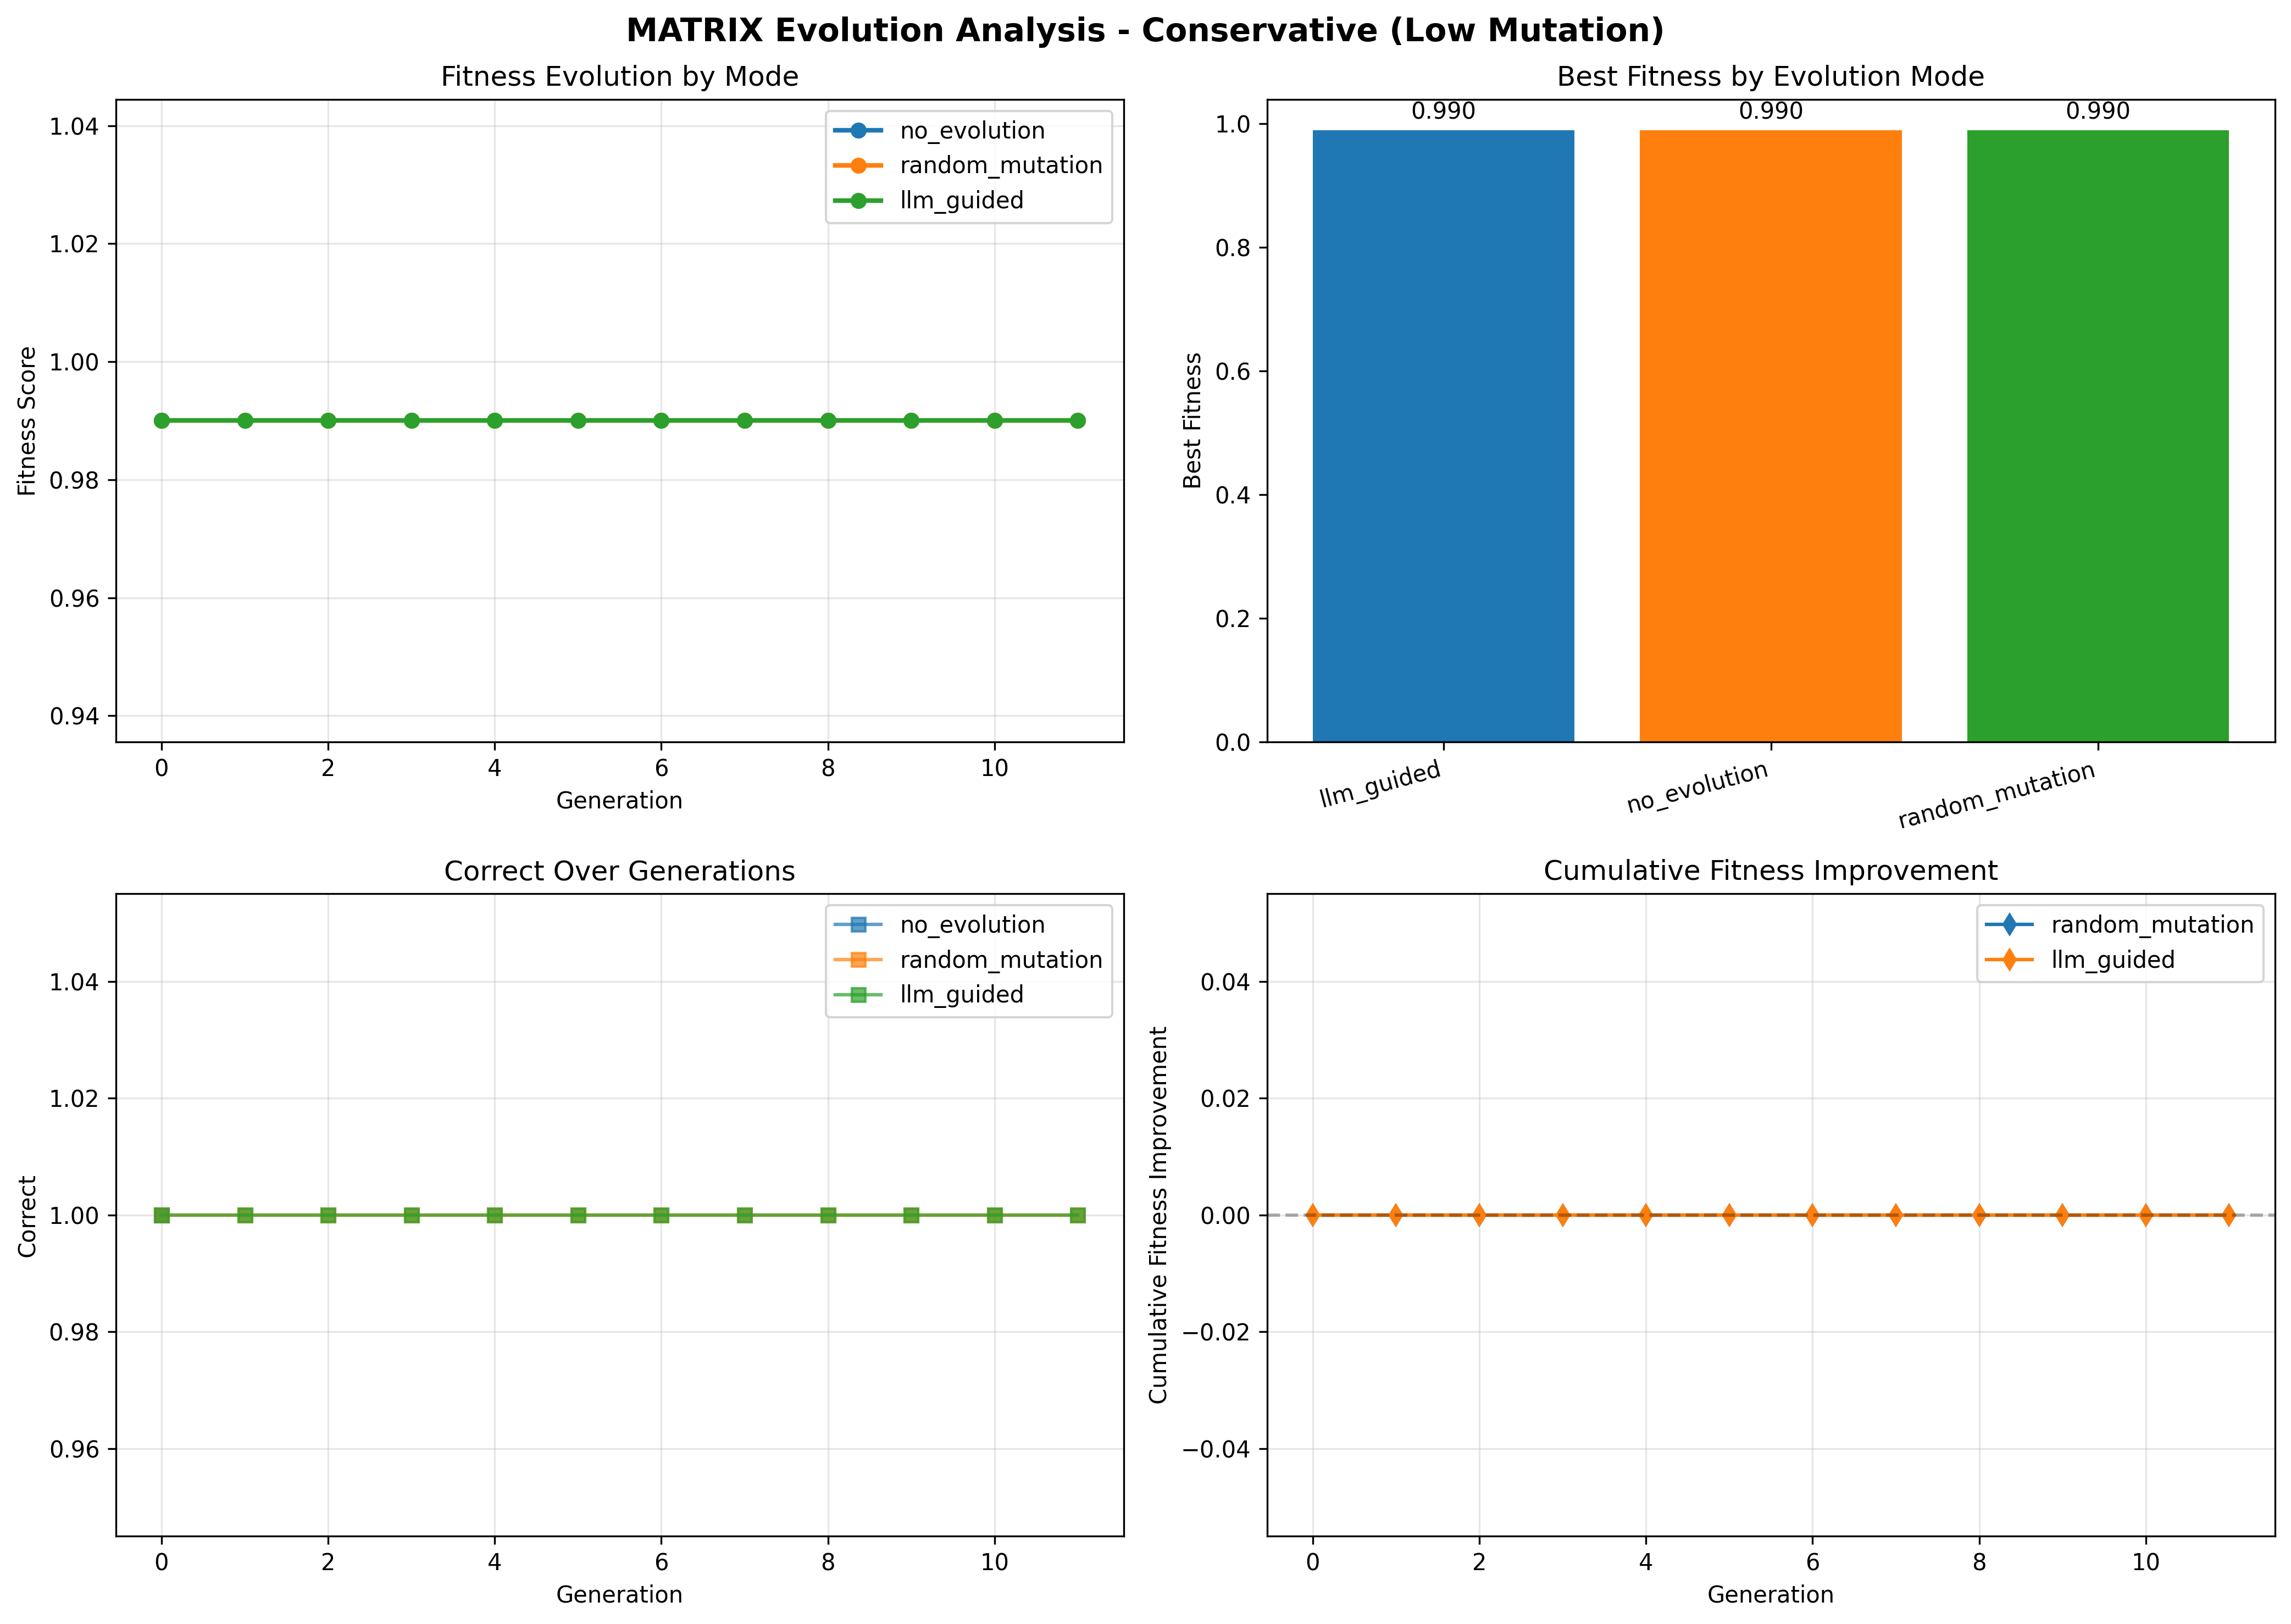 MATRIX Evolution Analysis - Conservative (Low Mutation)
Fitness Evolution by Mode
Fitness Score
1.04
1.02
1.00
0.98
0.96
0.94
0 2 4 6 8 10
Generation
no_evolution
random_mutation
llm_guided
Best Fitness by Evolution Mode
Best Fitness
1.0
0.8
0.6
0.4
0.2
0.0
0.990 0.990 0.990
llm_guided no_evolution random_mutation
Correct Over Generations
Correct
1.04
1.02
1.00
0.98
0.96
0 2 4 6 8 10
Generation
no_evolution
random_mutation
llm_guided
Cumulative Fitness Improvement
Cumulative Fitness Improvement
0.04
0.02
0.00
−0.02
−0.04
0 2 4 6 8 10
Generation
random_mutation
llm_guided